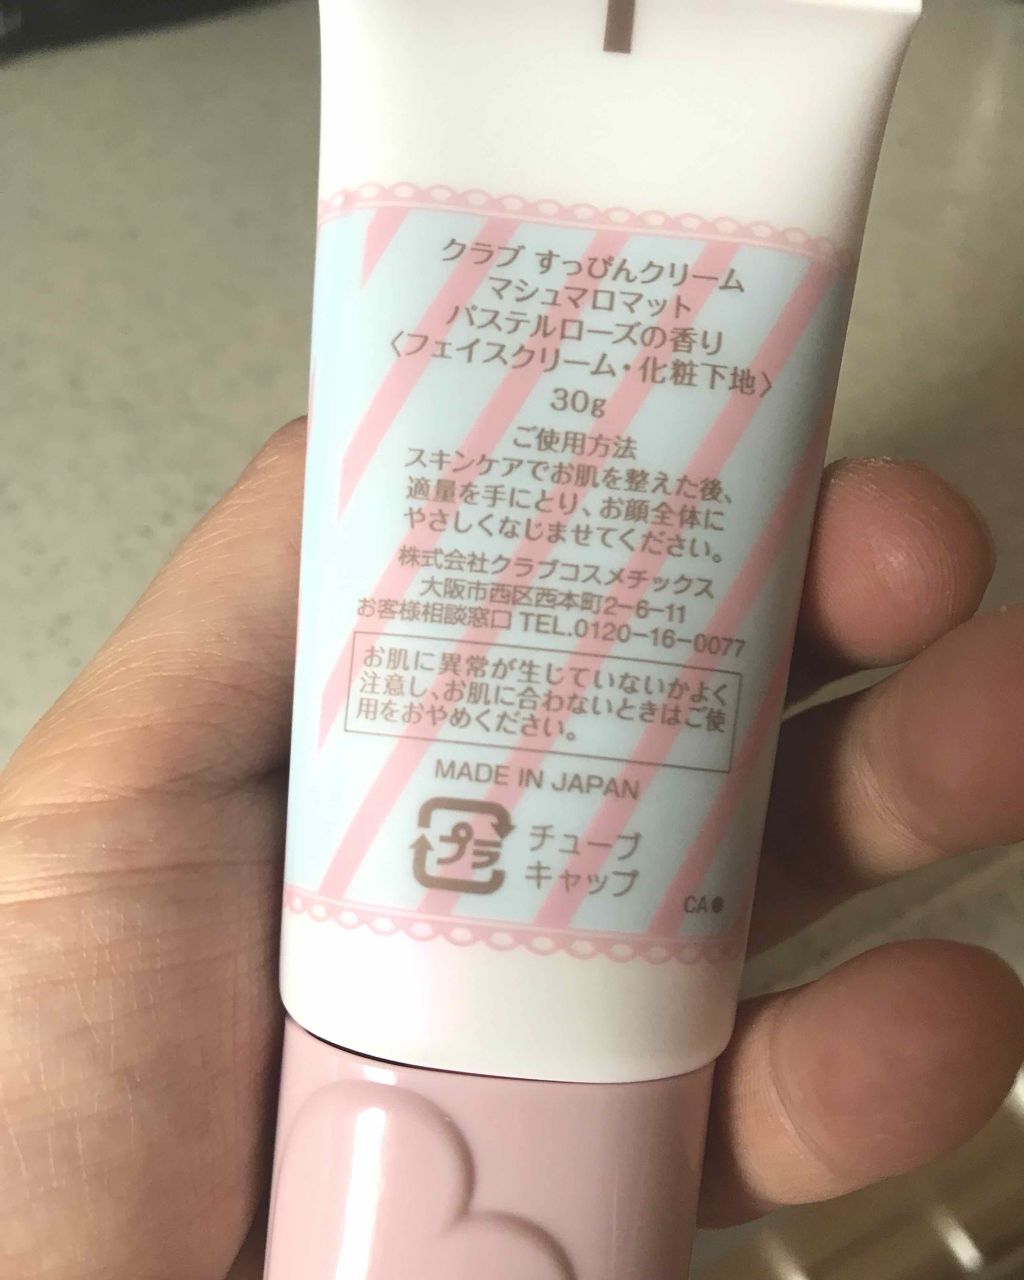 クラブ すっぴんクリーム
マシュマロマット
パステルローズの香り
〈フェイスクリーム・化粧下地〉
30g
ご使用方法
スキンケアでお肌を整えた後、
適量を手にとり、お顔全体に
やさしくなじませてください。
株式会社クラブコスメチックス
大阪市西区西本町2-6-11
お客様相談窓口 TEL.0120-16-0077
お肌に異常が生じていないかよく
注意し、お肌に合わないときはご使
用をおやめください。
MADE IN JAPAN
プラ
チューブ
キャップ
CA●